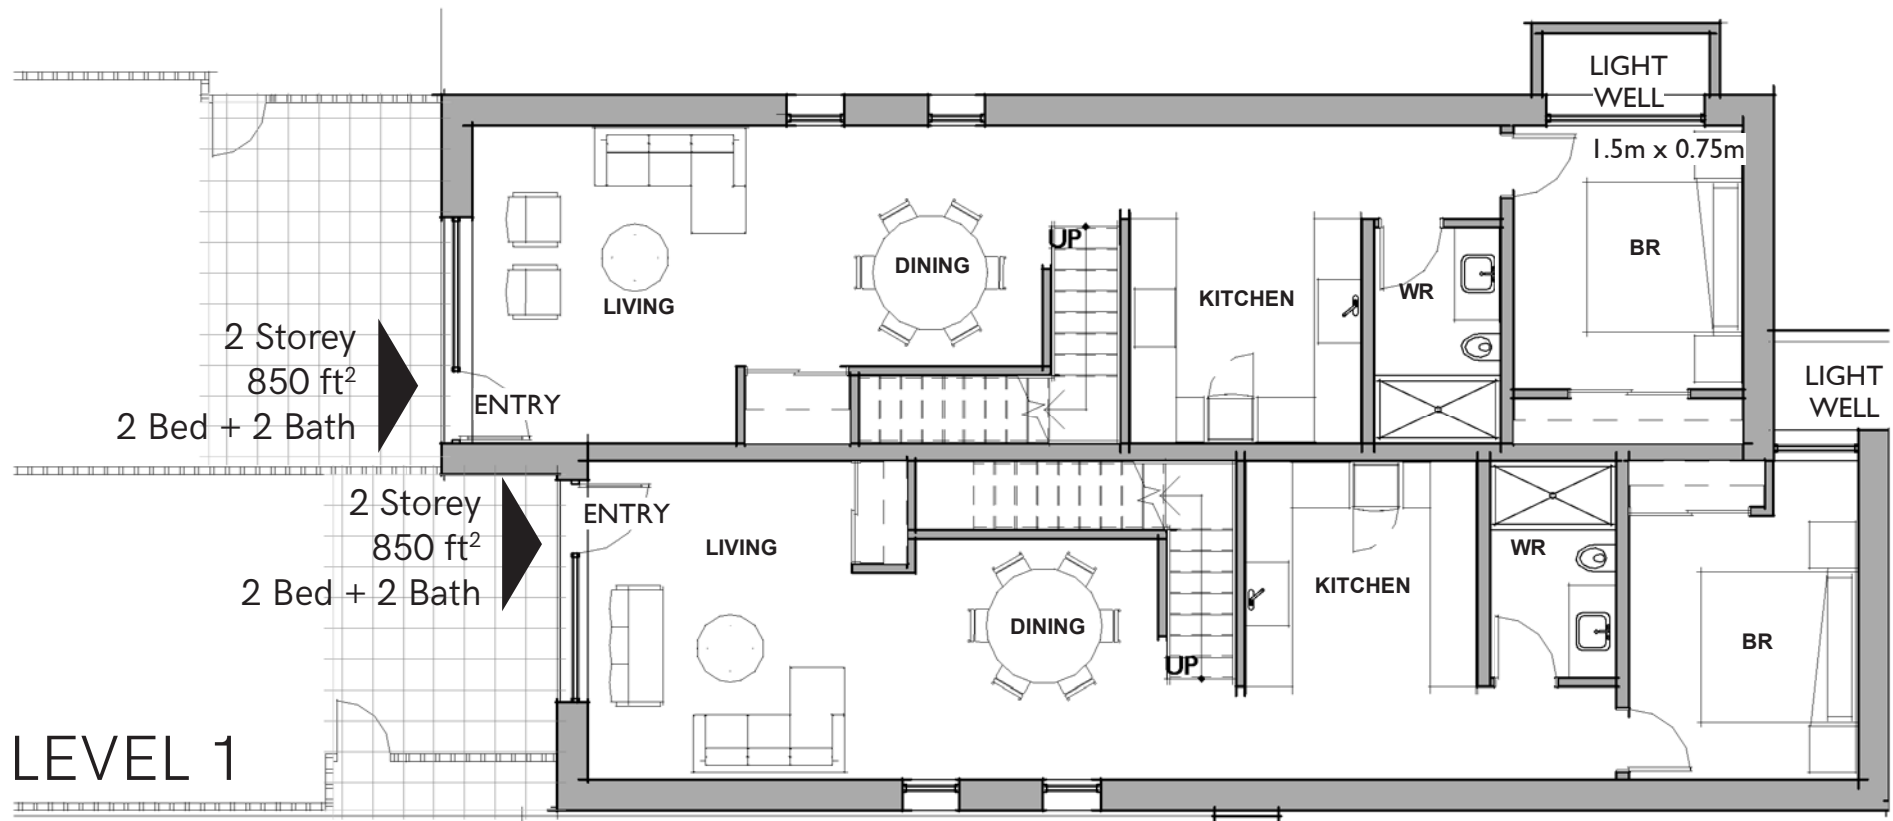 LIGHT
WELL
1.5m x 0.75m
UP
DINING
BR
LIVING
KITCHEN
WR
2 Storey
850 ft²
2 Bed + 2 Bath
ENTRY
LIGHT
WELL
2 Storey
850 ft²
2 Bed + 2 Bath
ENTRY
LIVING
WR
KITCHEN
DINING
BR
UP
LEVEL 1